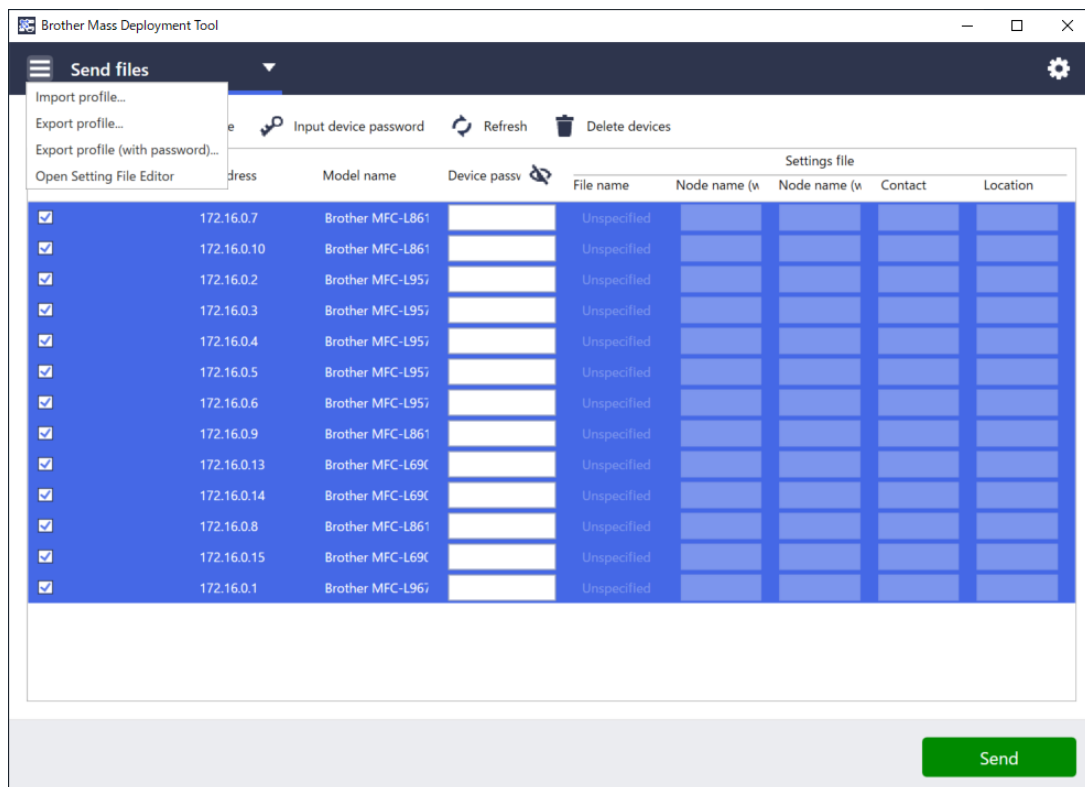 Brother Mass Deployment Tool
Send files
Import profile...
Export profile...
Export profile (with password)...
Open Setting File Editor
e Input device password Refresh Delete devices
dress Model name Device passv Settings file
File name Node name (w Node name (w Contact Location
172.16.0.7 Brother MFC-L861 Unspecified
172.16.0.10 Brother MFC-L861 Unspecified
172.16.0.2 Brother MFC-L957 Unspecified
172.16.0.3 Brother MFC-L957 Unspecified
172.16.0.4 Brother MFC-L957 Unspecified
172.16.0.5 Brother MFC-L957 Unspecified
172.16.0.6 Brother MFC-L957 Unspecified
172.16.0.9 Brother MFC-L861 Unspecified
172.16.0.13 Brother MFC-L690 Unspecified
172.16.0.14 Brother MFC-L690 Unspecified
172.16.0.8 Brother MFC-L861 Unspecified
172.16.0.15 Brother MFC-L690 Unspecified
172.16.0.1 Brother MFC-L967 Unspecified
Send